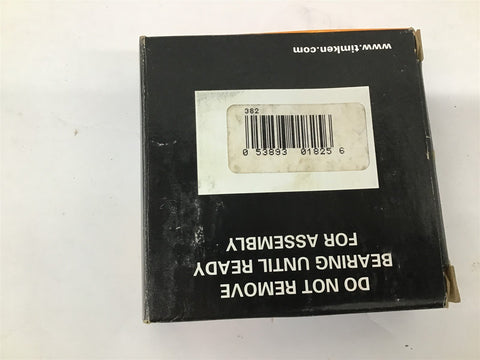 www.timken.com
382
0 53893 01825 6
DO NOT REMOVE
BEARING UNTIL READY
FOR ASSEMBLY